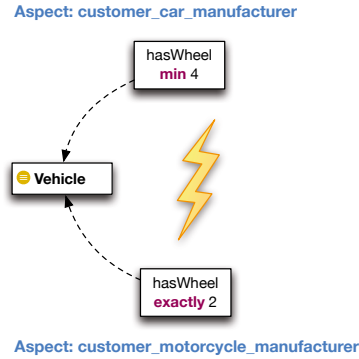 Aspect: customer_car_manufacturer
hasWheel
min 4
Vehicle
hasWheel
exactly 2
Aspect: customer_motorcycle_manufacturer